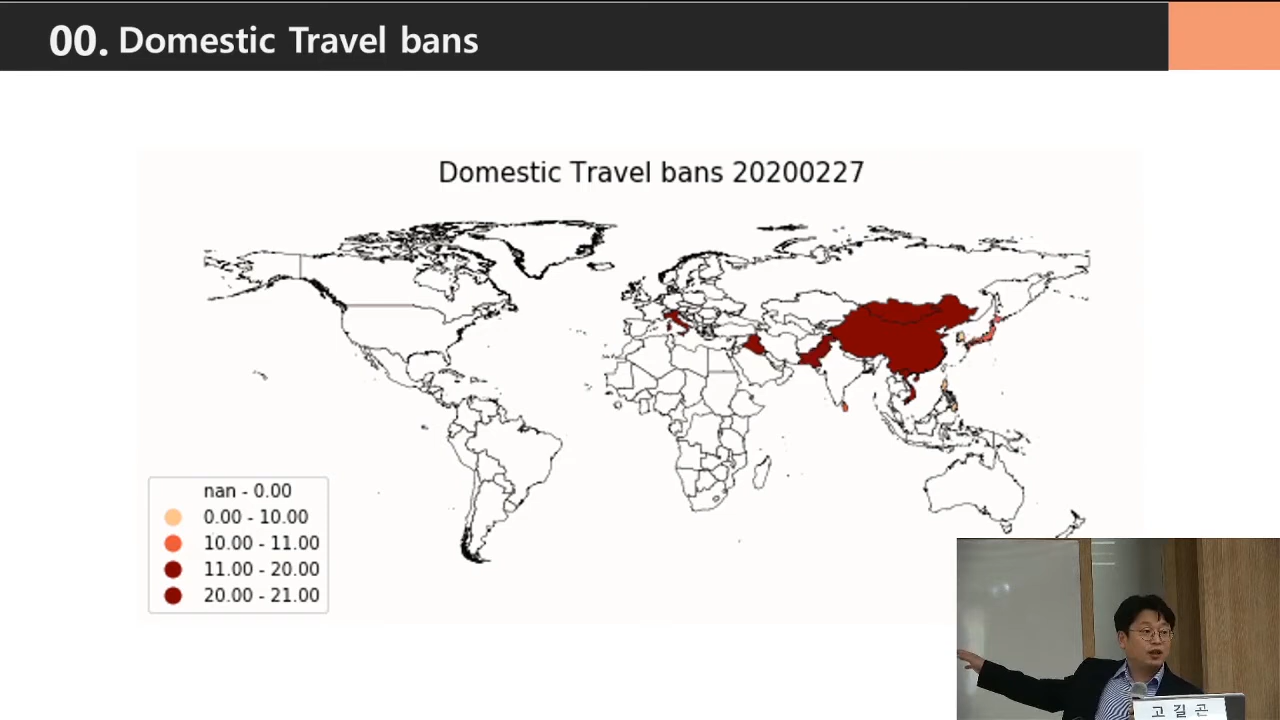 00. Domestic Travel bans
Domestic Travel bans 20200227
nan - 0.00
0.00 - 10.00
10.00 - 11.00
11.00 - 20.00
20.00 - 21.00
고 길 곤